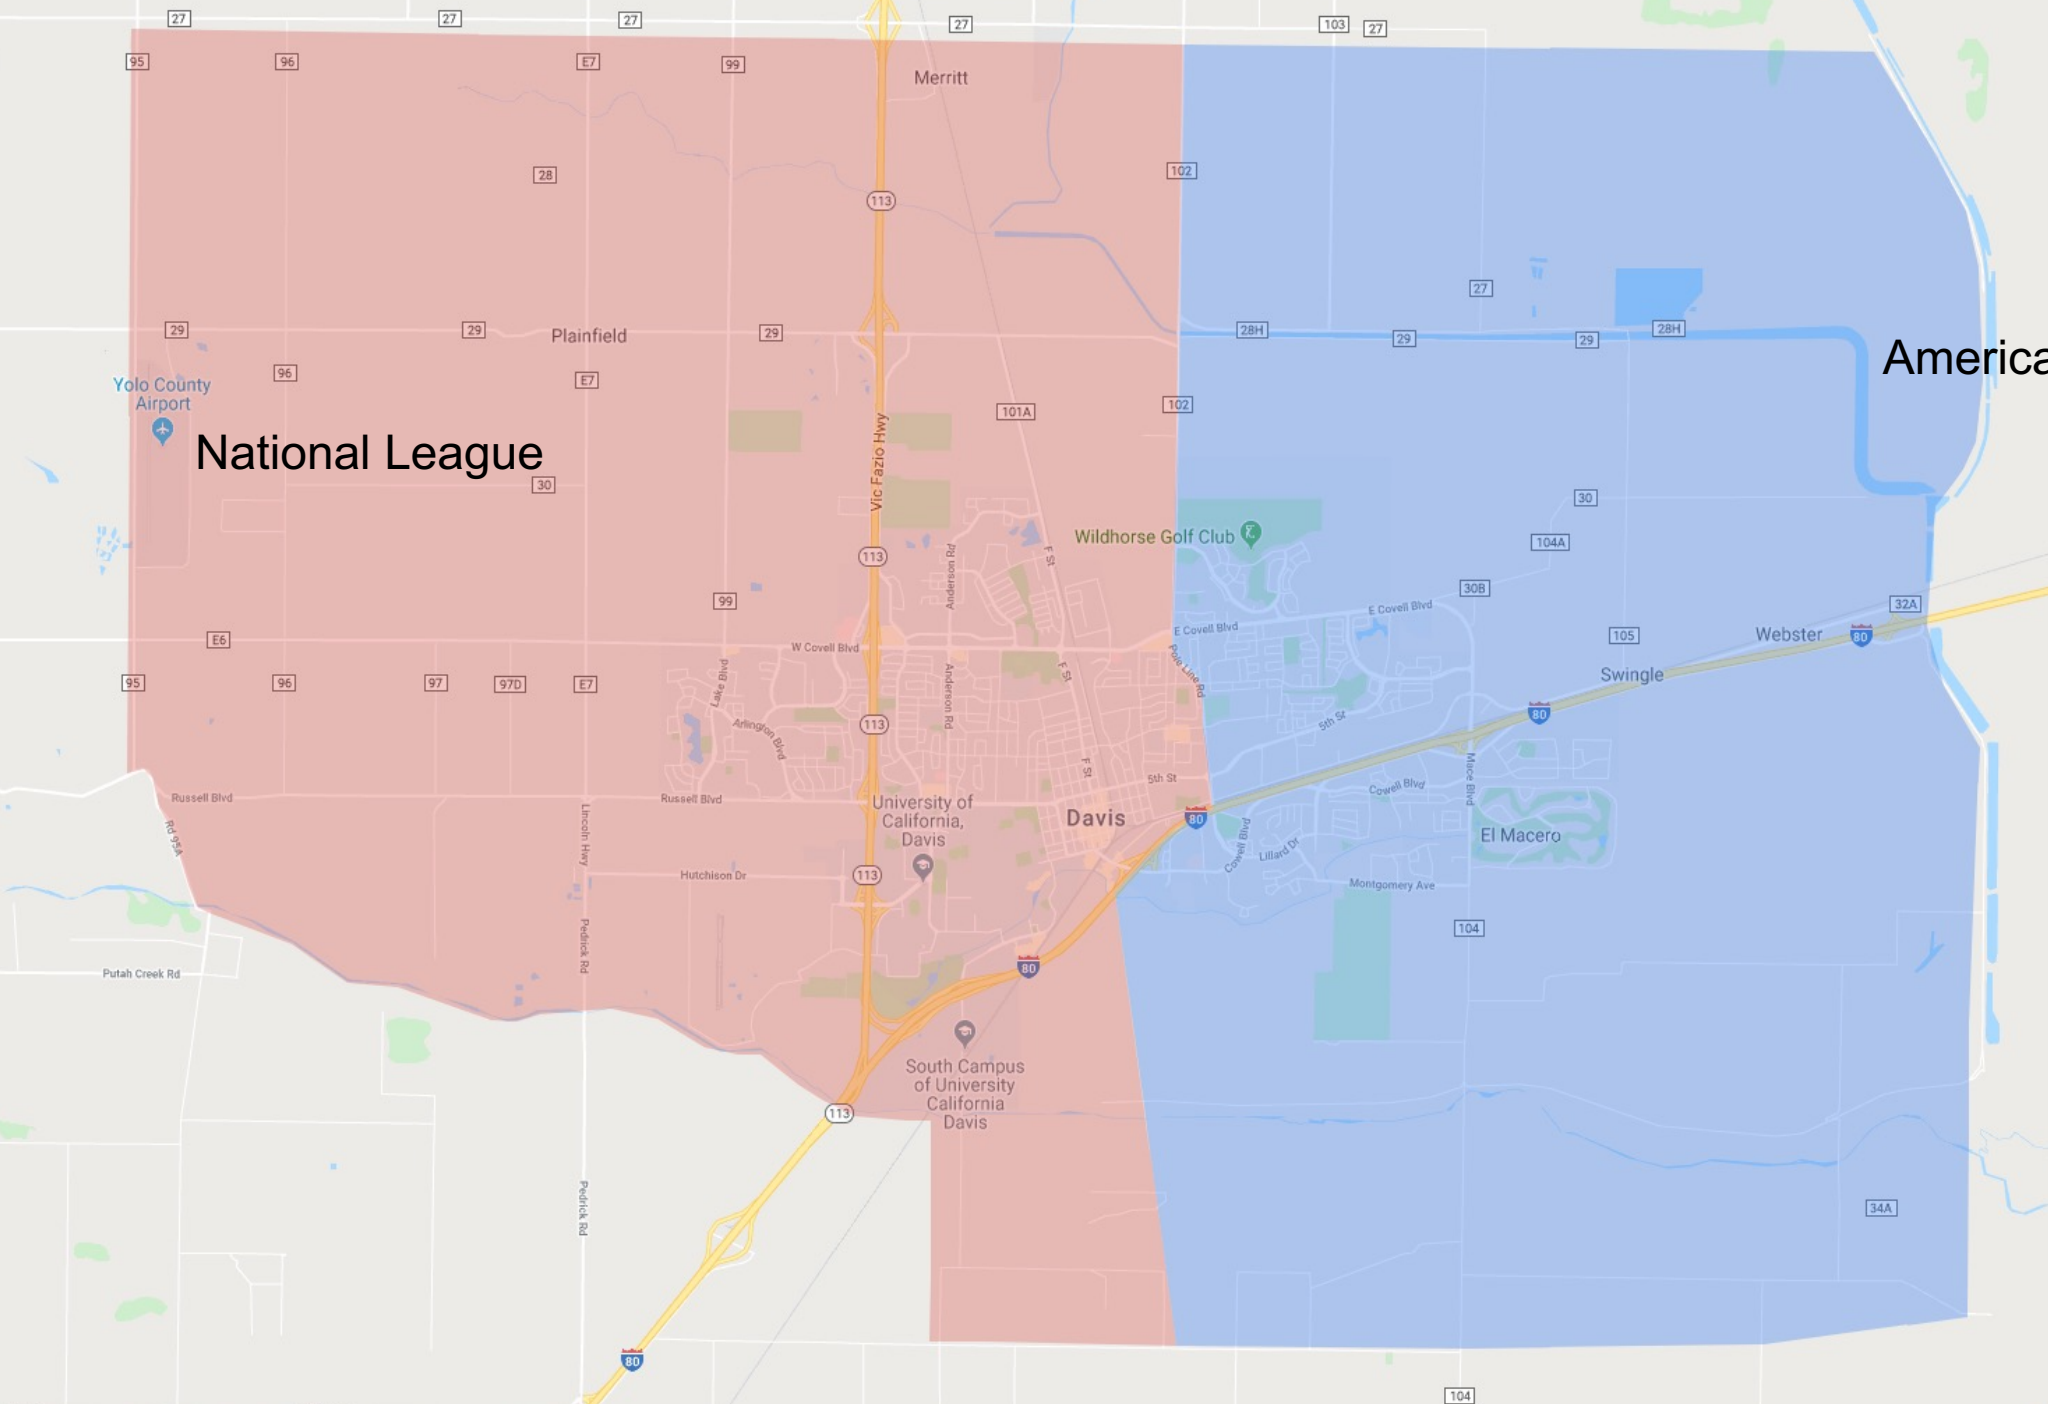 27
27
27
27
103
27
95
96
E7
99
Merritt
28
102
113
27
29
29
Plainfield
29
28H
29
29
28H
America
96
E7
Yolo County
Airport
101A
102
National League
Vic Fazio Hwy
30
30
Wildhorse Golf Club
104A
113
Anderson Rd
F St
30B
99
E Covell Blvd
32A
E Covell Blvd
E6
W Covell Blvd
105
Webster
80
95
96
97
97D
E7
Lake Blvd
Anderson Rd
F St
Pole Line Rd
Swingle
113
Arlington Blvd
5th St
80
F St
5th St
Mace Blvd
Cowell Blvd
Russell Blvd
Russell Blvd
University of
California,
Davis
Davis
80
Rd 95A
Lincoln Hwy
Cowell Blvd
Lillard Dr
El Macero
Hutchison Dr
113
Montgomery Ave
Pedrick Rd
104
Putah Creek Rd
80
South Campus
of University
California
Davis
113
Pedrick Rd
34A
80
104